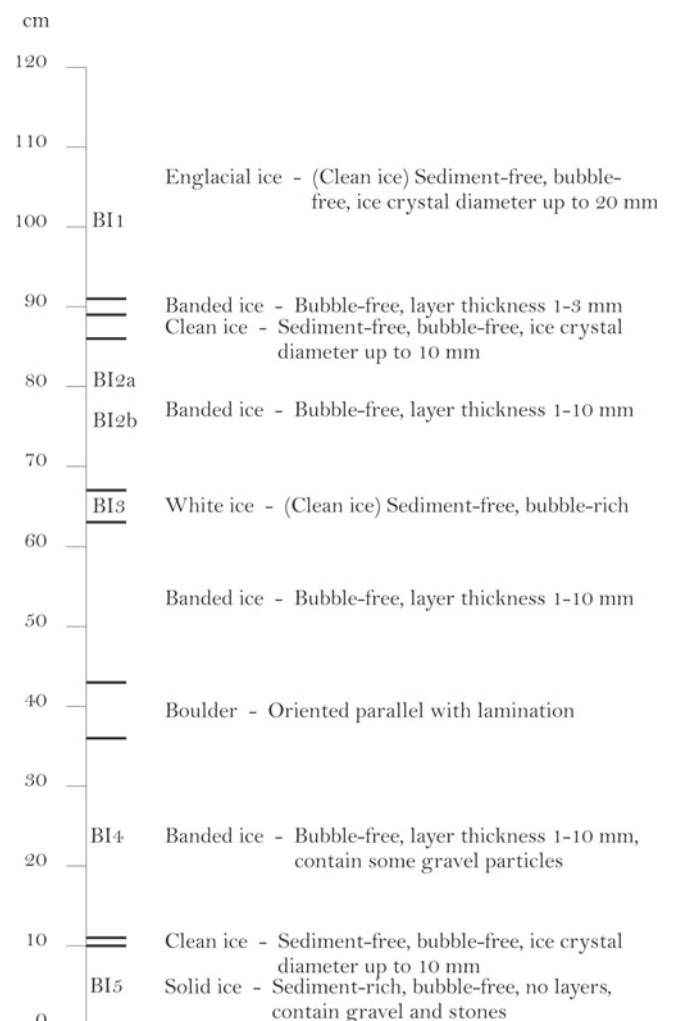 cm
120
110
Englacial ice - (Clean ice) Sediment-free, bubble-
free, ice crystal diameter up to 20 mm
100 BI1
90 Banded ice - Bubble-free, layer thickness 1-3 mm
Clean ice - Sediment-free, bubble-free, ice crystal
diameter up to 10 mm
80 BI2a
Banded ice - Bubble-free, layer thickness 1-10 mm
BI2b
70
BI3 White ice - (Clean ice) Sediment-free, bubble-rich
60
Banded ice - Bubble-free, layer thickness 1-10 mm
50
40
Boulder - Oriented parallel with lamination
30
BI4 Banded ice - Bubble-free, layer thickness 1-10 mm,
20 contain some gravel particles
10 Clean ice - Sediment-free, bubble-free, ice crystal
diameter up to 10 mm
BI5 Solid ice - Sediment-rich, bubble-free, no layers,
contain gravel and stones
0